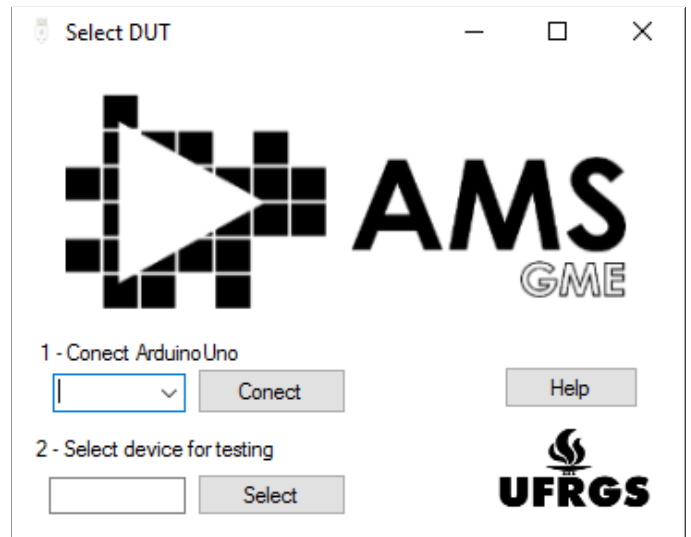 Select DUT
AMS
GME
1 - Conect Arduino Uno
Conect
Help
2 - Select device for testing
Select
UFRGS